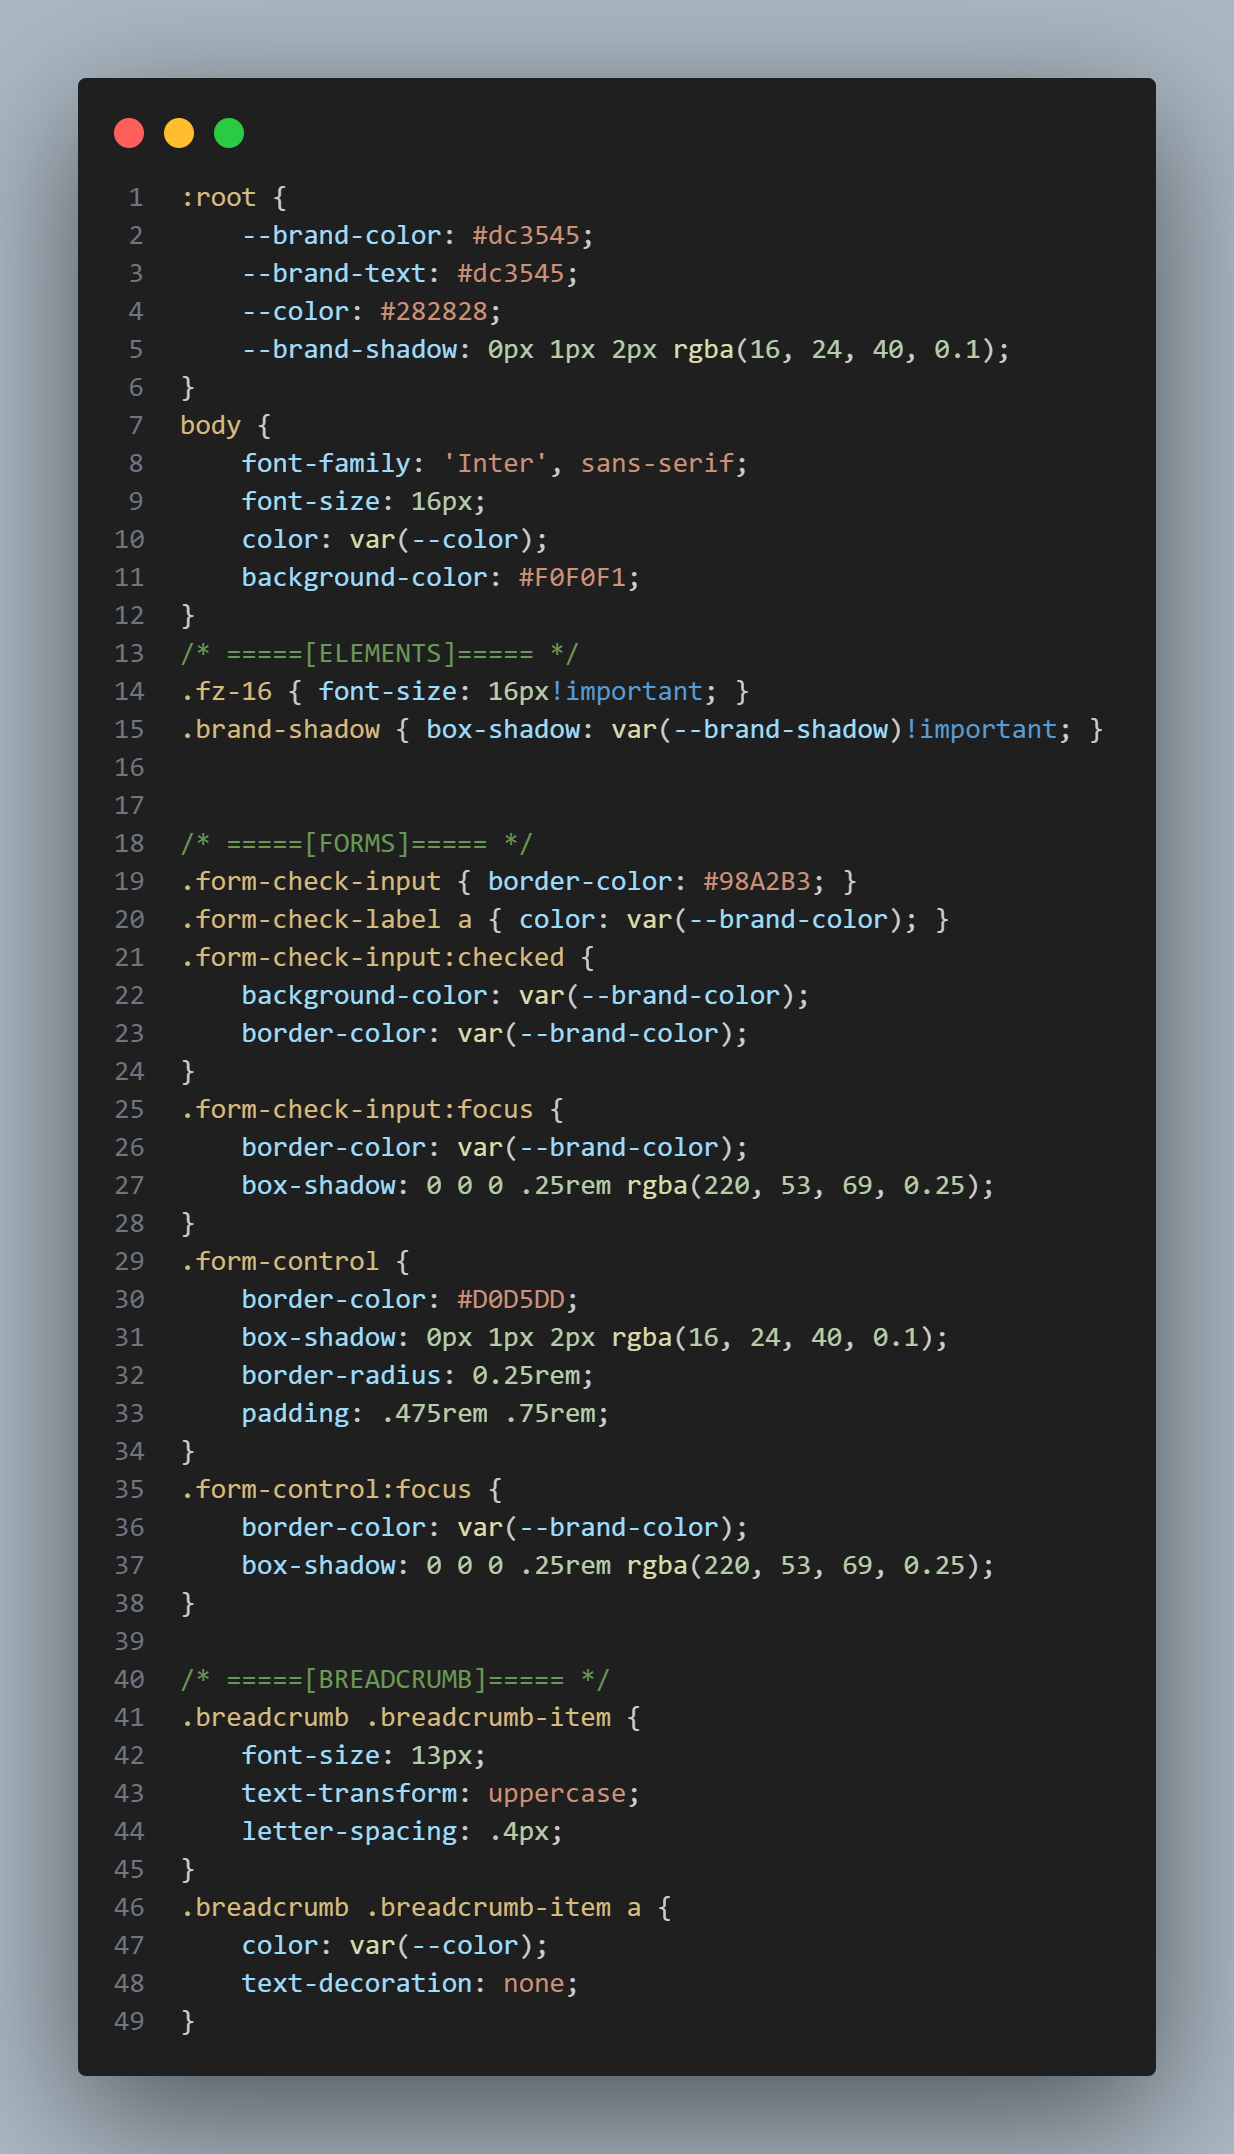 1 :root {
2     --brand-color: #dc3545;
3     --brand-text: #dc3545;
4     --color: #282828;
5     --brand-shadow: 0px 1px 2px rgba(16, 24, 40, 0.1);
6 }
7 body {
8     font-family: 'Inter', sans-serif;
9     font-size: 16px;
10     color: var(--color);
11     background-color: #F0F0F1;
12 }
13 /* =====[ELEMENTS]===== */
14 .fz-16 { font-size: 16px!important; }
15 .brand-shadow { box-shadow: var(--brand-shadow)!important; }
16
17
18 /* =====[FORMS]===== */
19 .form-check-input { border-color: #98A2B3; }
20 .form-check-label a { color: var(--brand-color); }
21 .form-check-input:checked {
22     background-color: var(--brand-color);
23     border-color: var(--brand-color);
24 }
25 .form-check-input:focus {
26     border-color: var(--brand-color);
27     box-shadow: 0 0 0 .25rem rgba(220, 53, 69, 0.25);
28 }
29 .form-control {
30     border-color: #D0D5DD;
31     box-shadow: 0px 1px 2px rgba(16, 24, 40, 0.1);
32     border-radius: 0.25rem;
33     padding: .475rem .75rem;
34 }
35 .form-control:focus {
36     border-color: var(--brand-color);
37     box-shadow: 0 0 0 .25rem rgba(220, 53, 69, 0.25);
38 }
39
40 /* =====[BREADCRUMB]===== */
41 .breadcrumb .breadcrumb-item {
42     font-size: 13px;
43     text-transform: uppercase;
44     letter-spacing: .4px;
45 }
46 .breadcrumb .breadcrumb-item a {
47     color: var(--color);
48     text-decoration: none;
49 }